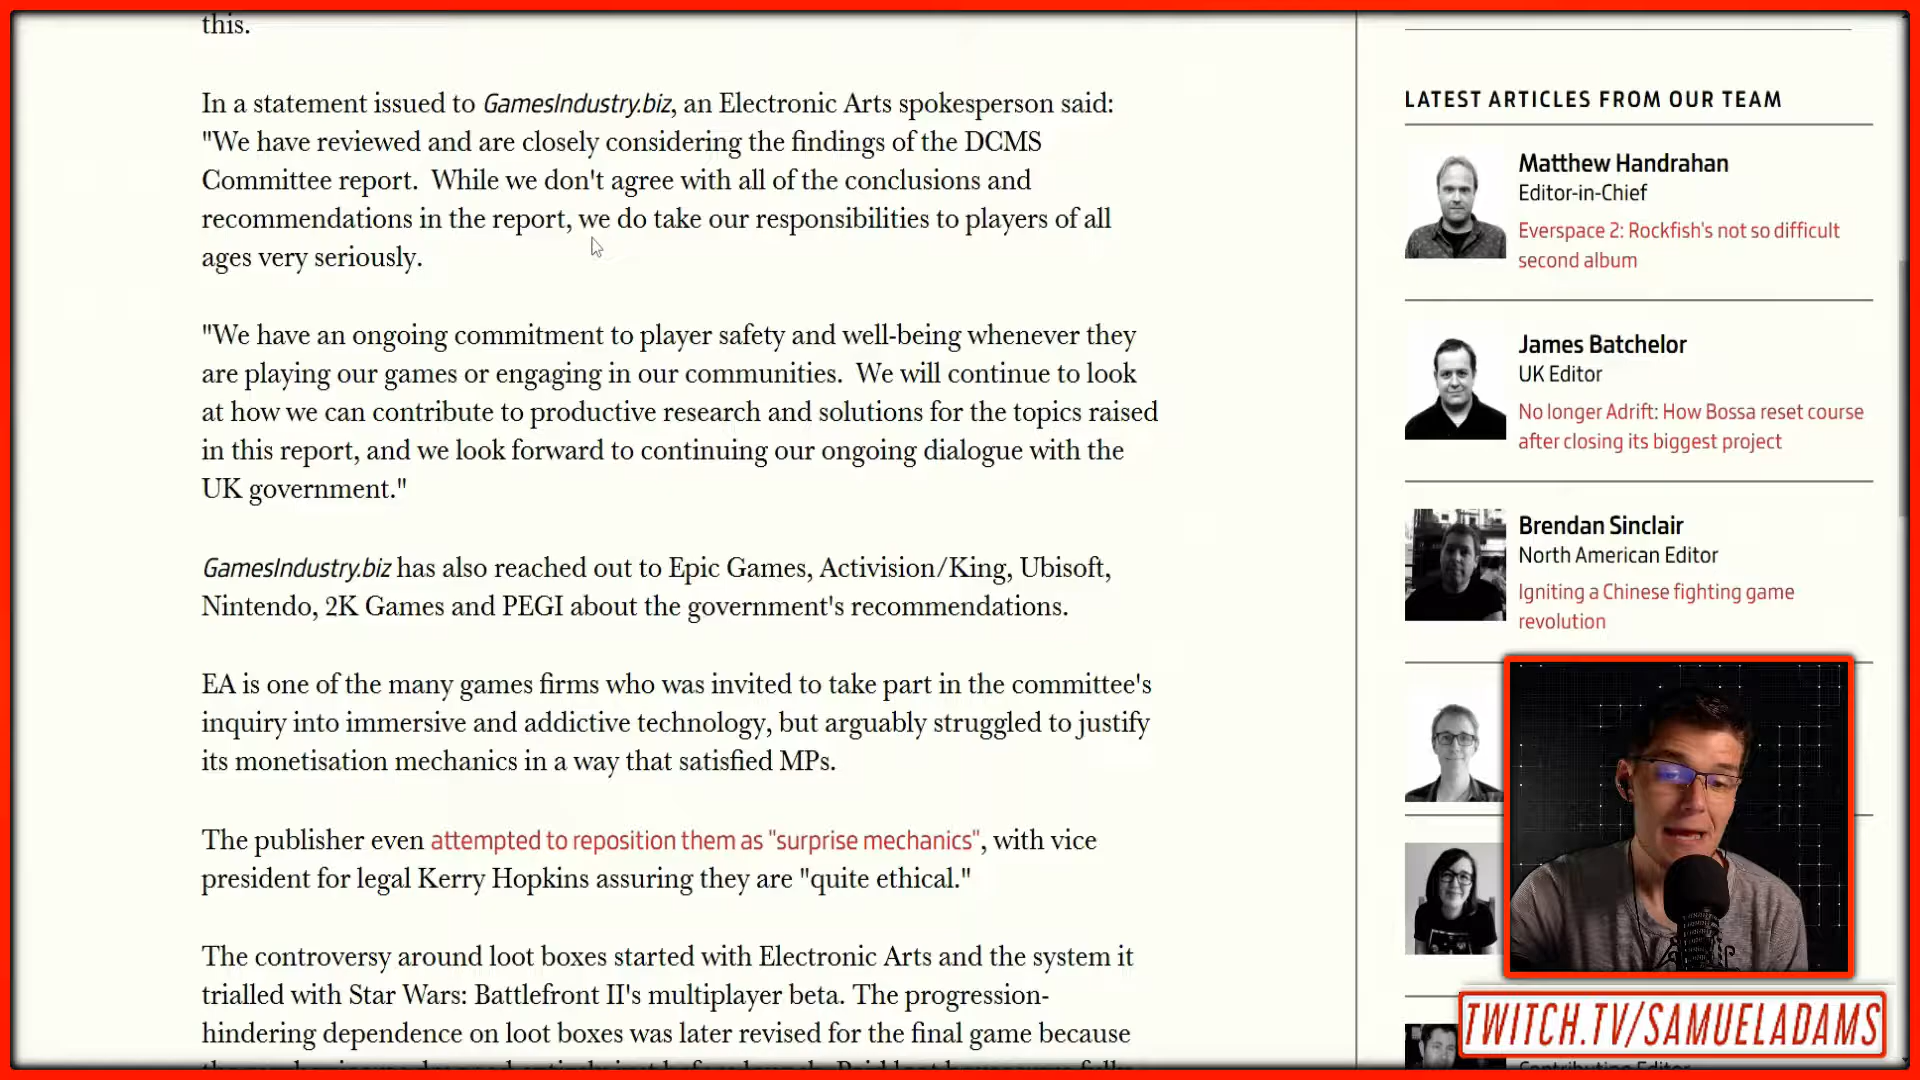 this.
In a statement issued to GamesIndustry.biz, an Electronic Arts spokesperson said:
"We have reviewed and are closely considering the findings of the DCMS
Committee report.  While we don't agree with all of the conclusions and
recommendations in the report, we do take our responsibilities to players of all
ages very seriously.
"We have an ongoing commitment to player safety and well-being whenever they
are playing our games or engaging in our communities.  We will continue to look
at how we can contribute to productive research and solutions for the topics raised
in this report, and we look forward to continuing our ongoing dialogue with the
UK government."
GamesIndustry.biz has also reached out to Epic Games, Activision/King, Ubisoft,
Nintendo, 2K Games and PEGI about the government's recommendations.
EA is one of the many games firms who was invited to take part in the committee's
inquiry into immersive and addictive technology, but arguably struggled to justify
its monetisation mechanics in a way that satisfied MPs.
The publisher even attempted to reposition them as "surprise mechanics", with vice
president for legal Kerry Hopkins assuring they are "quite ethical."
The controversy around loot boxes started with Electronic Arts and the system it
trialled with Star Wars: Battlefront II's multiplayer beta. The progression-
hindering dependence on loot boxes was later revised for the final game because
LATEST ARTICLES FROM OUR TEAM
Matthew Handrahan
Editor-in-Chief
Everspace 2: Rockfish's not so difficult
second album
James Batchelor
UK Editor
No longer Adrift: How Bossa reset course
after closing its biggest project
Brendan Sinclair
North American Editor
Igniting a Chinese fighting game
revolution
TWITCH.TV/SAMUELADAMS
Contributing Editor